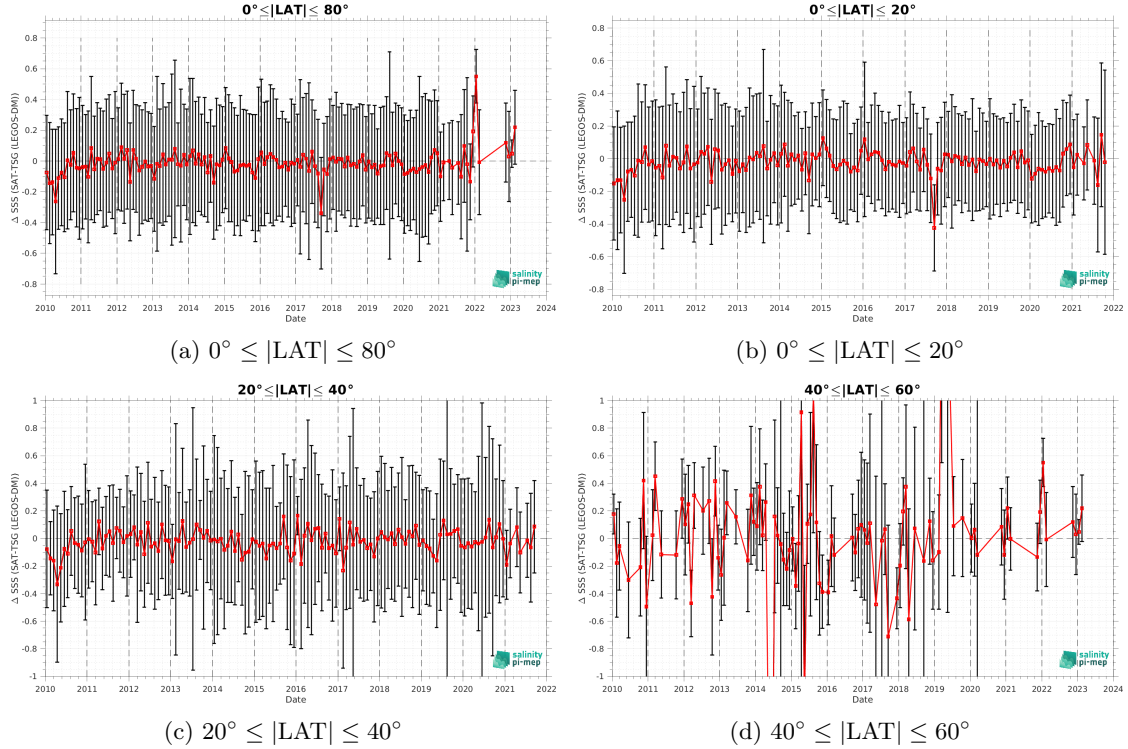 0°≤|LAT|≤ 80°
Δ SSS (SAT-TSG (LEGOS-DM))
0.8
0.6
0.4
0.2
0
-0.2
-0.4
-0.6
-0.8
2010 2011 2012 2013 2014 2015 2016 2017 2018 2019 2020 2021 2022 2023 2024
Date
salinity
pi-mep
(a) 0° ≤ |LAT| ≤ 80°
0°≤|LAT|≤ 20°
Δ SSS (SAT-TSG (LEGOS-DM))
0.8
0.6
0.4
0.2
0
-0.2
-0.4
-0.6
-0.8
2010 2011 2012 2013 2014 2015 2016 2017 2018 2019 2020 2021 2022
Date
salinity
pi-mep
(b) 0° ≤ |LAT| ≤ 20°
20°≤|LAT|≤ 40°
Δ SSS (SAT-TSG (LEGOS-DM))
1
0.8
0.6
0.4
0.2
0
-0.2
-0.4
-0.6
-0.8
-1
2010 2011 2012 2013 2014 2015 2016 2017 2018 2019 2020 2021 2022
Date
salinity
pi-mep
(c) 20° ≤ |LAT| ≤ 40°
40°≤|LAT|≤ 60°
Δ SSS (SAT-TSG (LEGOS-DM))
1
0.8
0.6
0.4
0.2
0
-0.2
-0.4
-0.6
-0.8
-1
2010 2011 2012 2013 2014 2015 2016 2017 2018 2019 2020 2021 2022 2023 2024
Date
salinity
pi-mep
(d) 40° ≤ |LAT| ≤ 60°